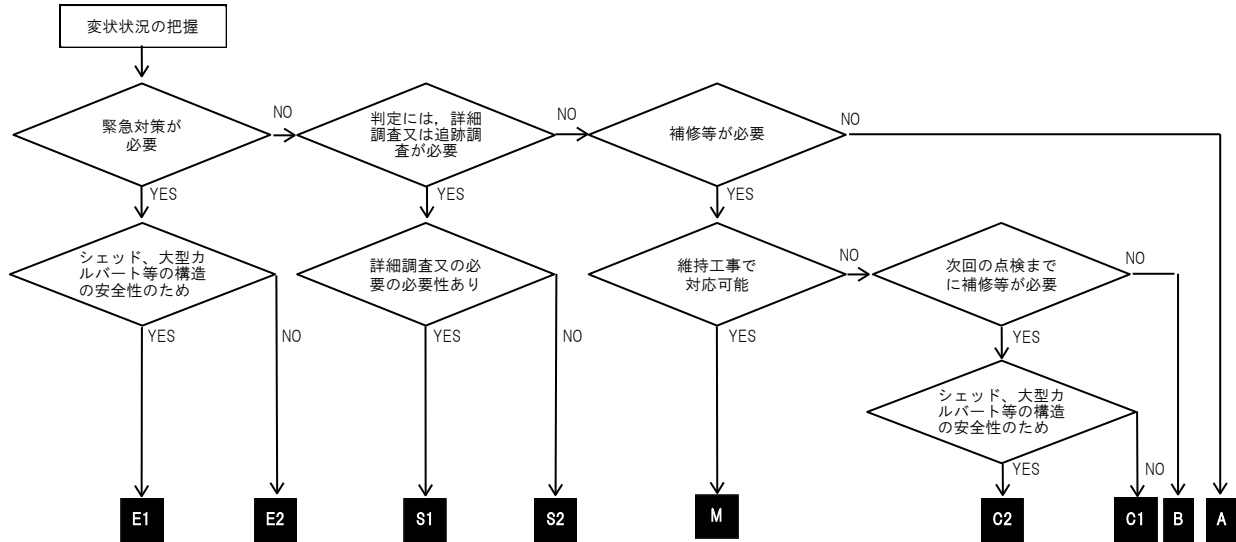 変状状況の把握
緊急対策が
必要
NO
判定には，詳細
調査又は追跡調
査が必要
NO
補修等が必要
NO
YES
YES
YES
シェッド、大型カ
ルバート等の構造
の安全性のため
詳細調査又の必
要の必要性あり
維持工事で
対応可能
NO
次回の点検まで
に補修等が必要
NO
YES
NO
YES
NO
YES
YES
シェッド、大型カ
ルバート等の構造
の安全性のため
YES
NO
E1
E2
S1
S2
M
C2
C1
B
A